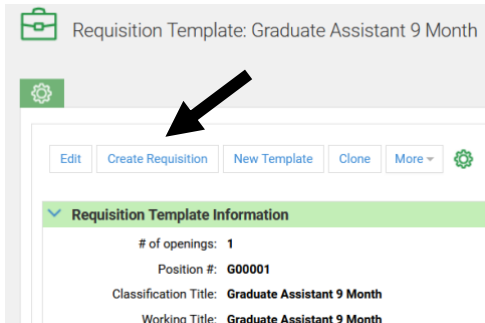 Requisition Template: Graduate Assistant 9 Month
Edit Create Requisition New Template Clone More
Requisition Template Information
# of openings: 1
Position #: G00001
Classification Title: Graduate Assistant 9 Month
Working Title: Graduate Assistant 9 Month